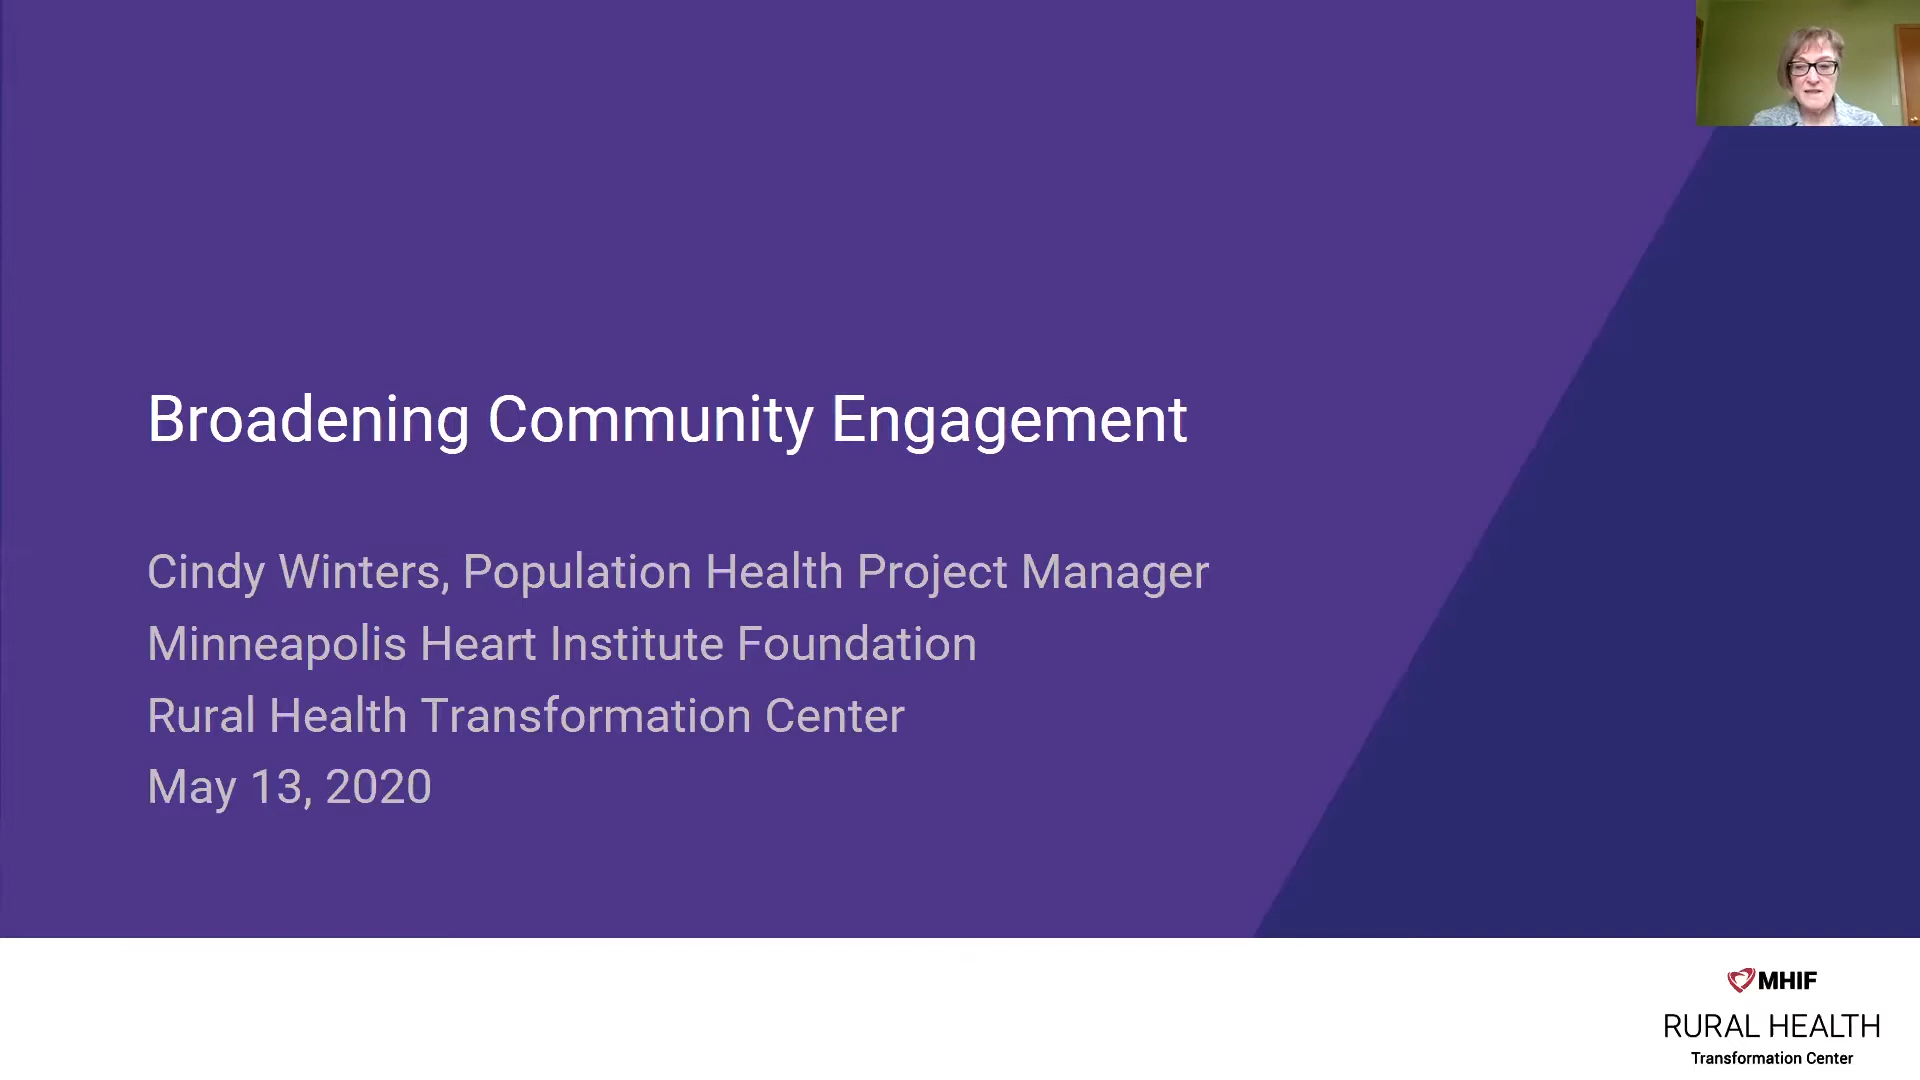 Broadening Community Engagement
Cindy Winters, Population Health Project Manager
Minneapolis Heart Institute Foundation
Rural Health Transformation Center
May 13, 2020
MHIF
RURAL HEALTH
Transformation Center